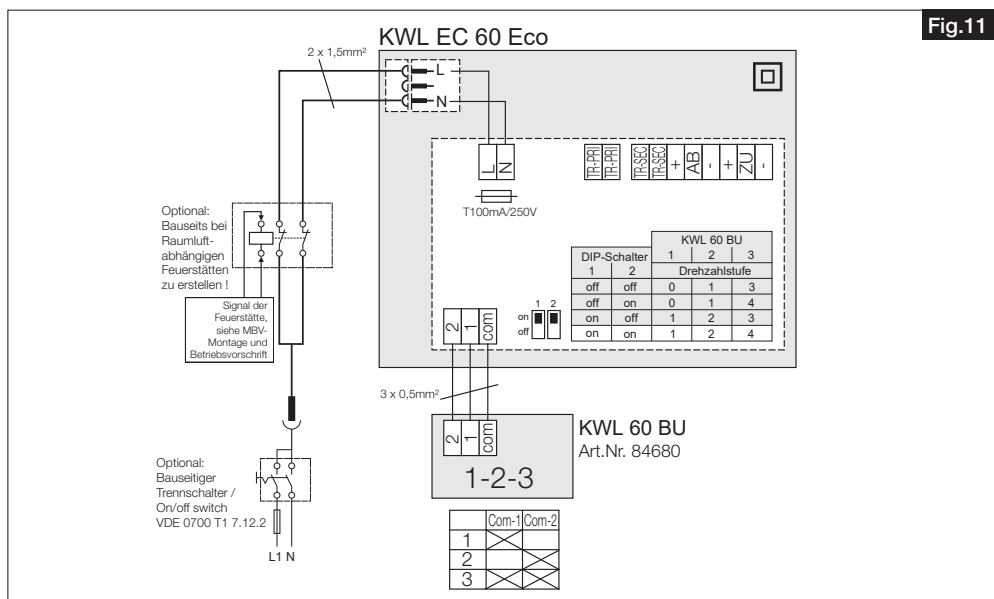 Fig.11
KWL EC 60 Eco
2 x 1,5mm²
L
N
L
N
T100mA/250V
TR-PRI
TR-PRI
TR-SEC
TR-SEC
+
AB
-
+
ZU
-
Optional:
Bauseits bei
Raumluft-
abhängigen
Feuerstätten
zu erstellen !
Signal der
Feuerstätte,
siehe MBV-
Montage und
Betriebsvorschrift
KWL 60 BU
DIP-Schalter 1 2 3
1 2 Drehzahlstufe
off off 0 1 3
off on 0 1 4
on off 1 2 3
on on 1 2 4
1 2
on
off
2 1 com
3 x 0,5mm²
2 1 com
1-2-3
KWL 60 BU
Art.Nr. 84680
Optional:
Bauseitiger
Trennschalter /
On/off switch
VDE 0700 T1 7.12.2
L1 N
Com-1 Com-2
1
2
3